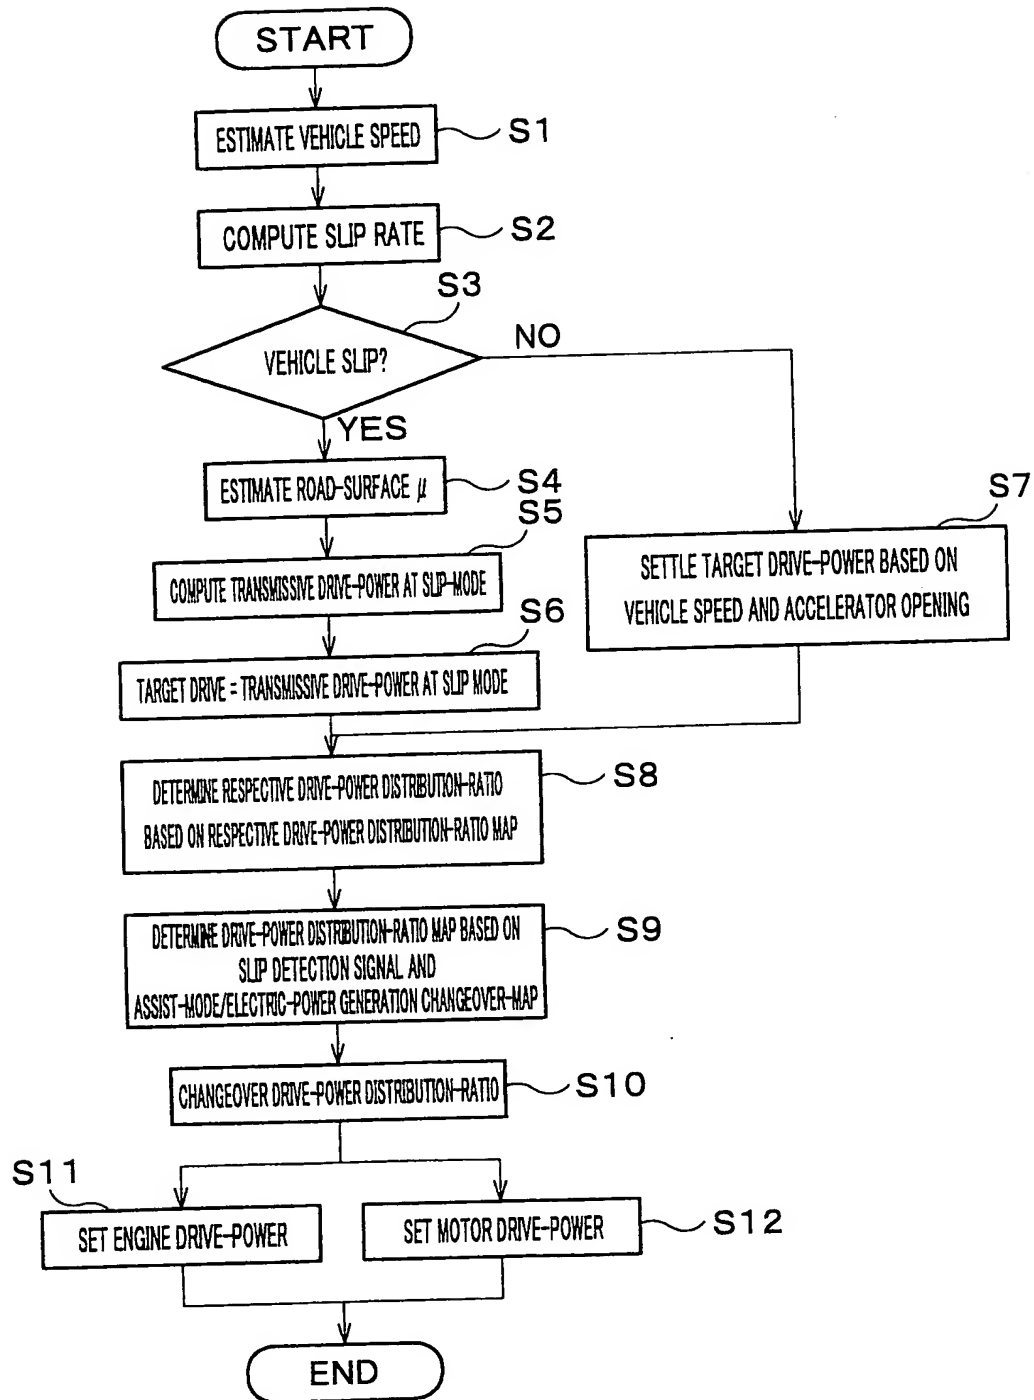 START
ESTIMATE VEHICLE SPEED
S1
COMPUTE SLIP RATE
S2
S3
VEHICLE SLIP?
NO
YES
ESTIMATE ROAD-SURFACE μ
S4
S5
COMPUTE TRANSMISSIVE DRIVE-POWER AT SLIP-MODE
S6
TARGET DRIVE = TRANSMISSIVE DRIVE-POWER AT SLIP MODE
S7
SETTLE TARGET DRIVE-POWER BASED ON
VEHICLE SPEED AND ACCELERATOR OPENING
DETERMINE RESPECTIVE DRIVE-POWER DISTRIBUTION-RATIO
BASED ON RESPECTIVE DRIVE-POWER DISTRIBUTION-RATIO MAP
S8
DETERMINE DRIVE-POWER DISTRIBUTION-RATIO MAP BASED ON
SLIP DETECTION SIGNAL AND
ASSIST-MODE/ELECTRIC-POWER GENERATION CHANGEOVER-MAP
S9
CHANGEOVER DRIVE-POWER DISTRIBUTION-RATIO
S10
S11
SET ENGINE DRIVE-POWER
SET MOTOR DRIVE-POWER
S12
END